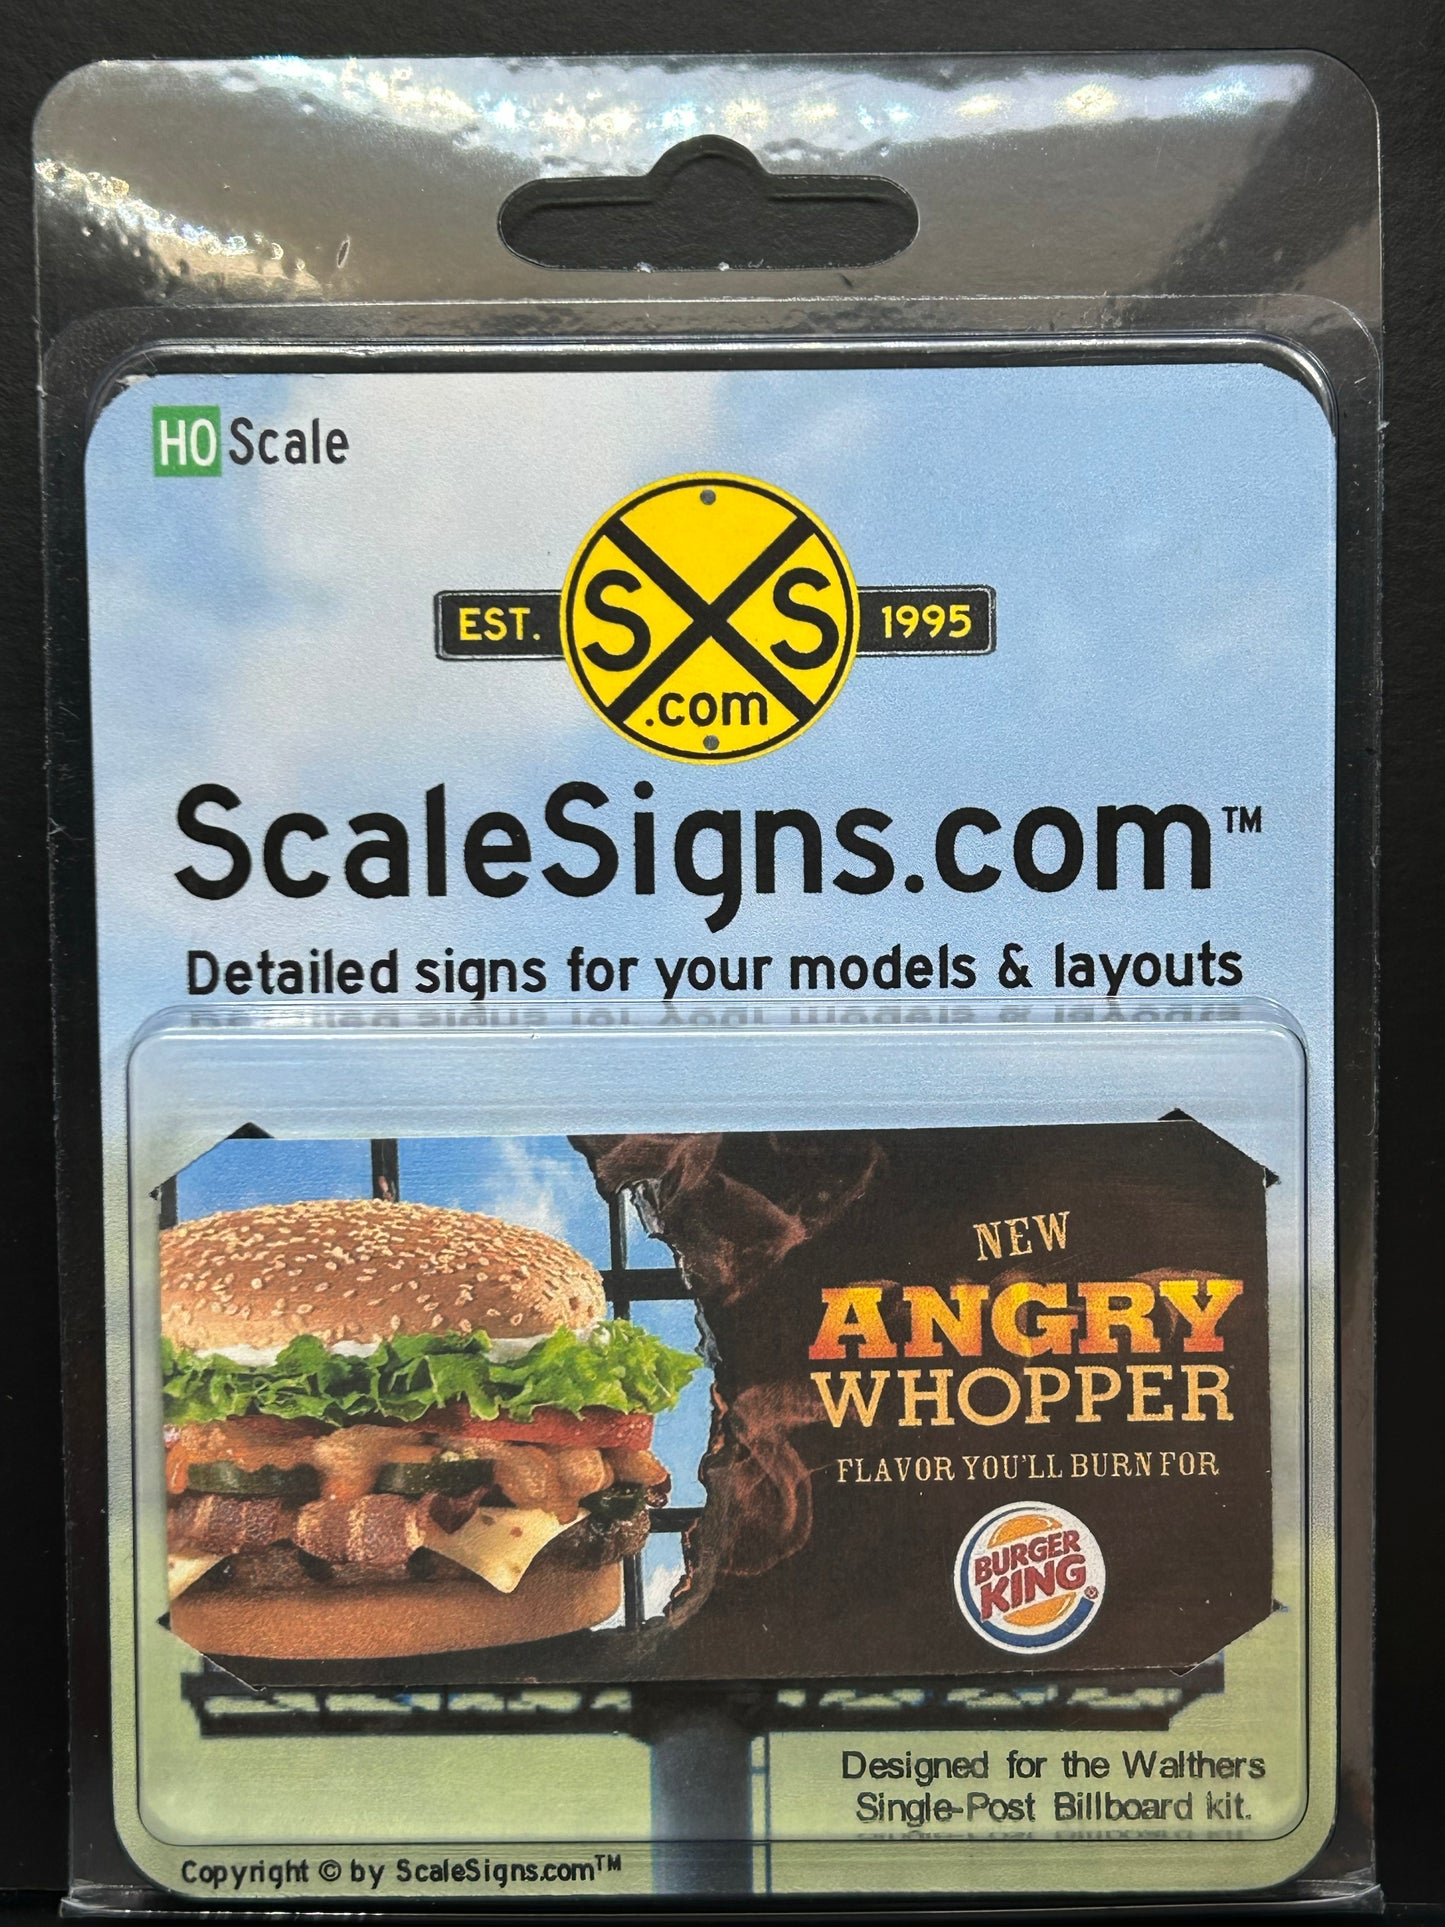 HO Scale
EST. S S 1995
.com
ScaleSigns.com™
Detailed signs for your models & layouts
NEW
ANGRY
WHOPPER
FLAVOR YOU'LL BURN FOR
BURGER
KING®
Designed for the Walthers
Single-Post Billboard kit.
Copyright © by ScaleSigns.com™